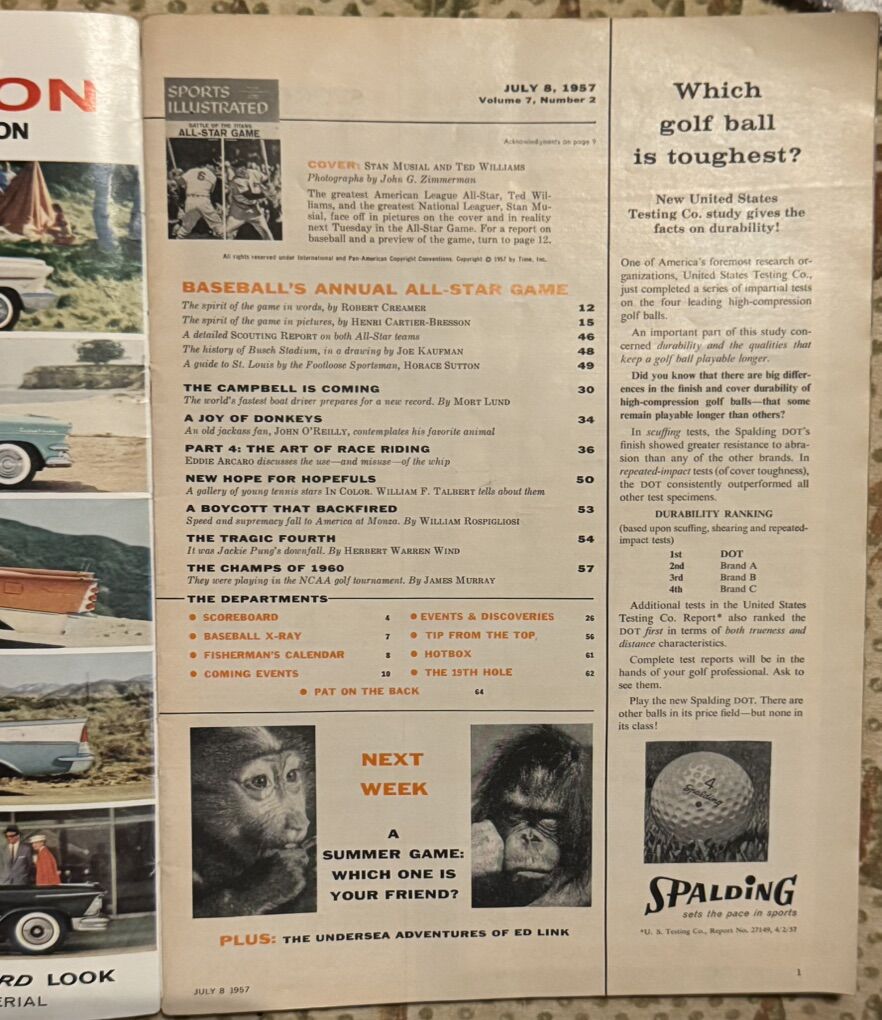 ON
ON
RD LOOK
ERIAL
SPORTS
ILLUSTRATED
BATTLE OF THE TITANS
ALL-STAR GAME
JULY 8, 1957
Volume 7, Number 2
Acknowledgments on page 9
COVER: STAN MUSIAL AND TED WILLIAMS
Photographs by John G. Zimmerman
The greatest American League All-Star, Ted Wil-
liams, and the greatest National Leaguer, Stan Mu-
sial, face off in pictures on the cover and in reality
next Tuesday in the All-Star Game. For a report on
baseball and a preview of the game, turn to page 12.
All rights reserved under International and Pan-American Copyright Conventions. Copyright © 1957 by Time, Inc.
BASEBALL'S ANNUAL ALL-STAR GAME
The spirit of the game in words, by ROBERT CREAMER 12
The spirit of the game in pictures, by HENRI CARTIER-BRESSON 15
A detailed SCOUTING REPORT on both All-Star teams 46
The history of Busch Stadium, in a drawing by JOE KAUFMAN 48
A guide to St. Louis by the Footloose Sportsman, HORACE SUTTON 49
THE CAMPBELL IS COMING 30
The world's fastest boat driver prepares for a new record. By MORT LUND
A JOY OF DONKEYS 34
An old jackass fan, JOHN O'REILLY, contemplates his favorite animal
PART 4: THE ART OF RACE RIDING 36
EDDIE ARCARO discusses the use—and misuse—of the whip
NEW HOPE FOR HOPEFULS 50
A gallery of young tennis stars IN COLOR. WILLIAM F. TALBERT tells about them
A BOYCOTT THAT BACKFIRED 53
Speed and supremacy fall to America at Monza. By WILLIAM ROSPIGLIOSI
THE TRAGIC FOURTH 54
It was Jackie Pung's downfall. By HERBERT WARREN WIND
THE CHAMPS OF 1960 57
They were playing in the NCAA golf tournament. By JAMES MURRAY
THE DEPARTMENTS
● SCOREBOARD 4 ● EVENTS & DISCOVERIES 26
● BASEBALL X-RAY 7 ● TIP FROM THE TOP 56
● FISHERMAN'S CALENDAR 8 ● HOTBOX 61
● COMING EVENTS 10 ● THE 19TH HOLE 62
● PAT ON THE BACK 64
NEXT
WEEK
A
SUMMER GAME:
WHICH ONE IS
YOUR FRIEND?
PLUS: THE UNDERSEA ADVENTURES OF ED LINK
JULY 8 1957
Which
golf ball
is toughest?
New United States
Testing Co. study gives the
facts on durability!
One of America's foremost research or-
ganizations, United States Testing Co.,
just completed a series of impartial tests
on the four leading high-compression
golf balls.
An important part of this study con-
cerned durability and the qualities that
keep a golf ball playable longer.
Did you know that there are big differ-
ences in the finish and cover durability of
high-compression golf balls—that some
remain playable longer than others?
In scuffing tests, the Spalding DOT's
finish showed greater resistance to abra-
sion than any of the other brands. In
repeated-impact tests (of cover toughness),
the DOT consistently outperformed all
other test specimens.
DURABILITY RANKING
(based upon scuffing, shearing and repeated-
impact tests)
1st DOT
2nd Brand A
3rd Brand B
4th Brand C
Additional tests in the United States
Testing Co. Report* also ranked the
DOT first in terms of both trueness and
distance characteristics.
Complete test reports will be in the
hands of your golf professional. Ask to
see them.
Play the new Spalding DOT. There are
other balls in its price field—but none in
its class!
4
Spalding
SPALDING
sets the pace in sports
*U. S. Testing Co., Report No. 27149, 4/2/57
1